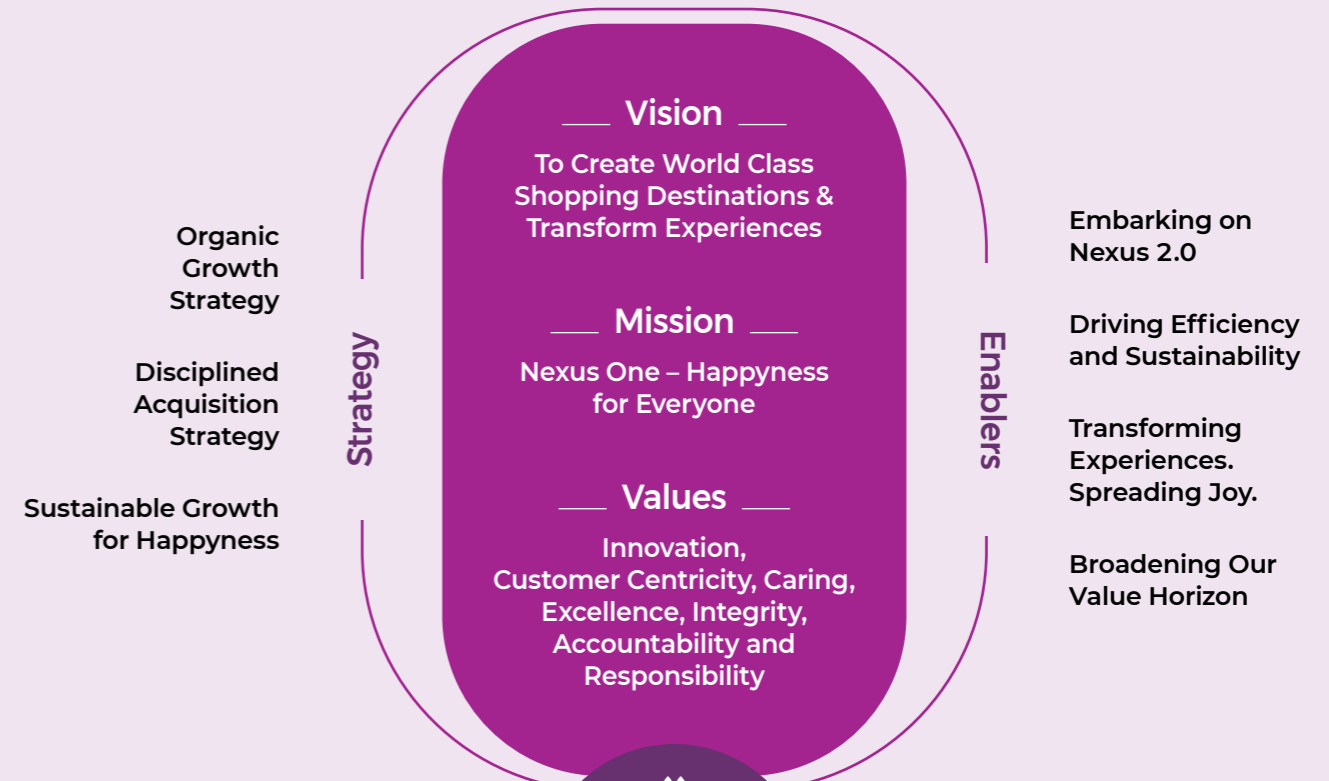 Organic
Growth
Strategy
Disciplined
Acquisition
Strategy
Sustainable Growth
for Happyness
Strategy
Vision
To Create World Class
Shopping Destinations &
Transform Experiences
Mission
Nexus One – Happyness
for Everyone
Values
Innovation,
Customer Centricity, Caring,
Excellence, Integrity,
Accountability and
Responsibility
Enablers
Embarking on
Nexus 2.0
Driving Efficiency
and Sustainability
Transforming
Experiences.
Spreading Joy.
Broadening Our
Value Horizon